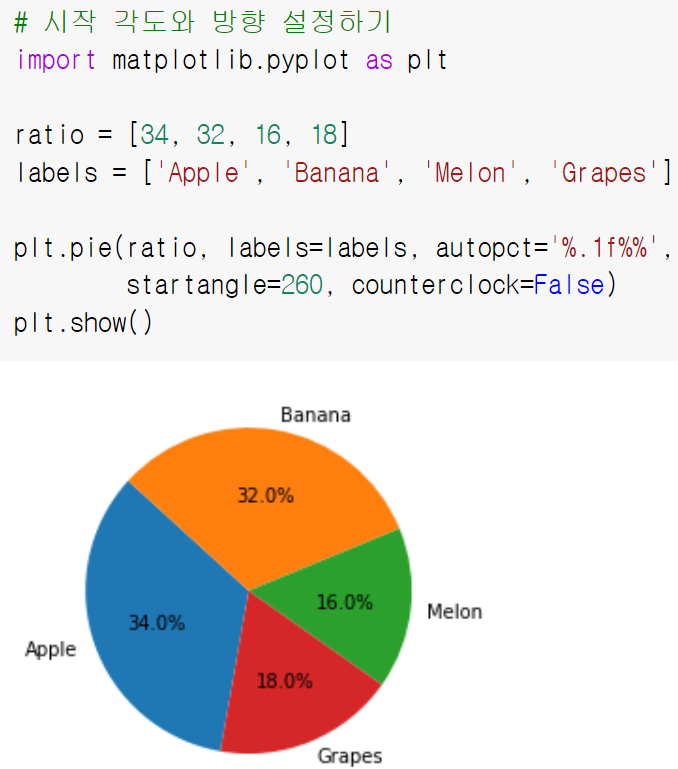 # 시작 각도와 방향 설정하기
import matplotlib.pyplot as plt
ratio = [34, 32, 16, 18]
labels = ['Apple', 'Banana', 'Melon', 'Grapes']
plt.pie(ratio, labels=labels, autopct='%.1f%%',
startangle=260, counterclock=False)
plt.show()
Banana
32.0%
16.0%
Melon
34.0%
Apple
18.0%
Grapes